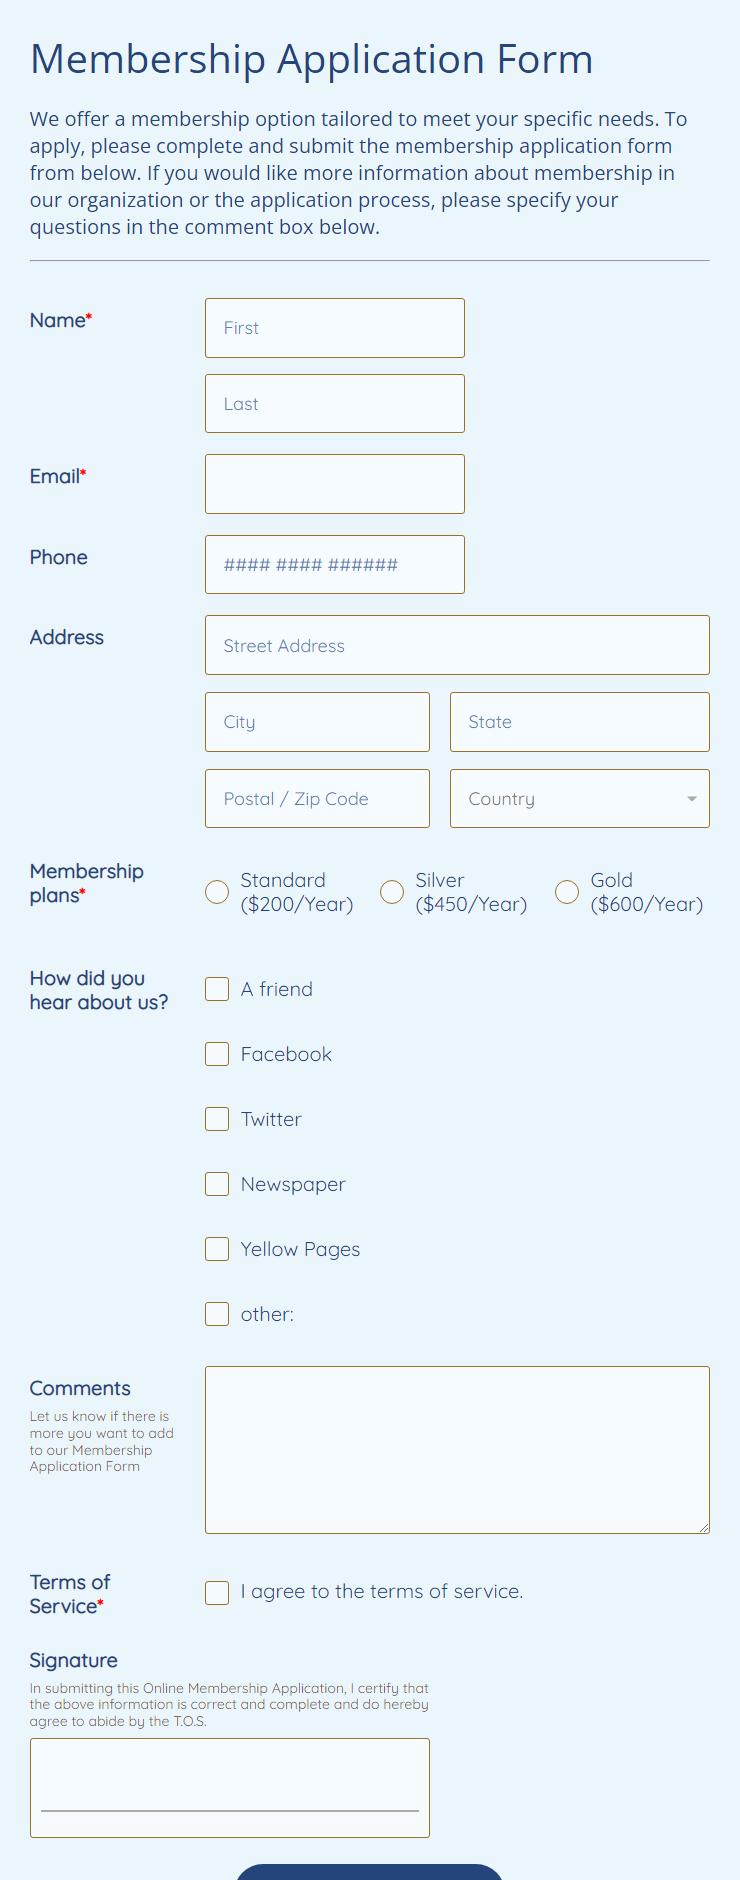 Membership Application Form
We offer a membership option tailored to meet your specific needs. To
apply, please complete and submit the membership application form
from below. If you would like more information about membership in
our organization or the application process, please specify your
questions in the comment box below.
Name*
First
Last
Email*
Phone
#### #### ######
Address
Street Address
City
State
Postal / Zip Code
Country
Membership
plans*
Standard
($200/Year)
Silver
($450/Year)
Gold
($600/Year)
How did you
hear about us?
A friend
Facebook
Twitter
Newspaper
Yellow Pages
other:
Comments
Let us know if there is
more you want to add
to our Membership
Application Form
Terms of
Service*
I agree to the terms of service.
Signature
In submitting this Online Membership Application, I certify that
the above information is correct and complete and do hereby
agree to abide by the T.O.S.